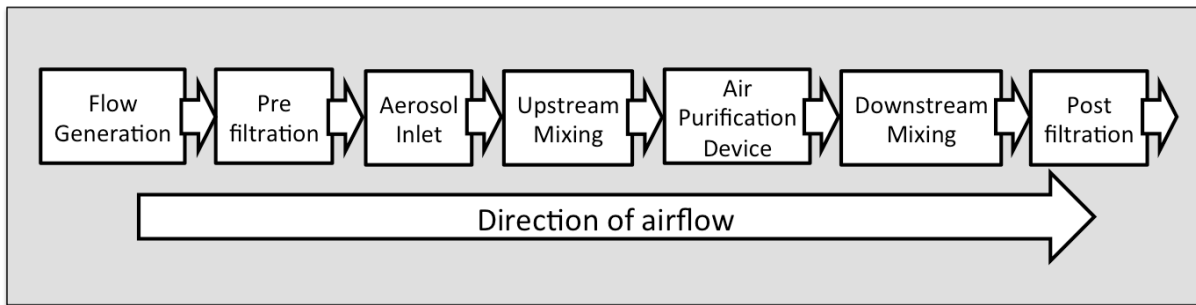 Flow
Generation
Pre
filtration
Aerosol
Inlet
Upstream
Mixing
Air
Purification
Device
Downstream
Mixing
Post
filtration
Direction of airflow